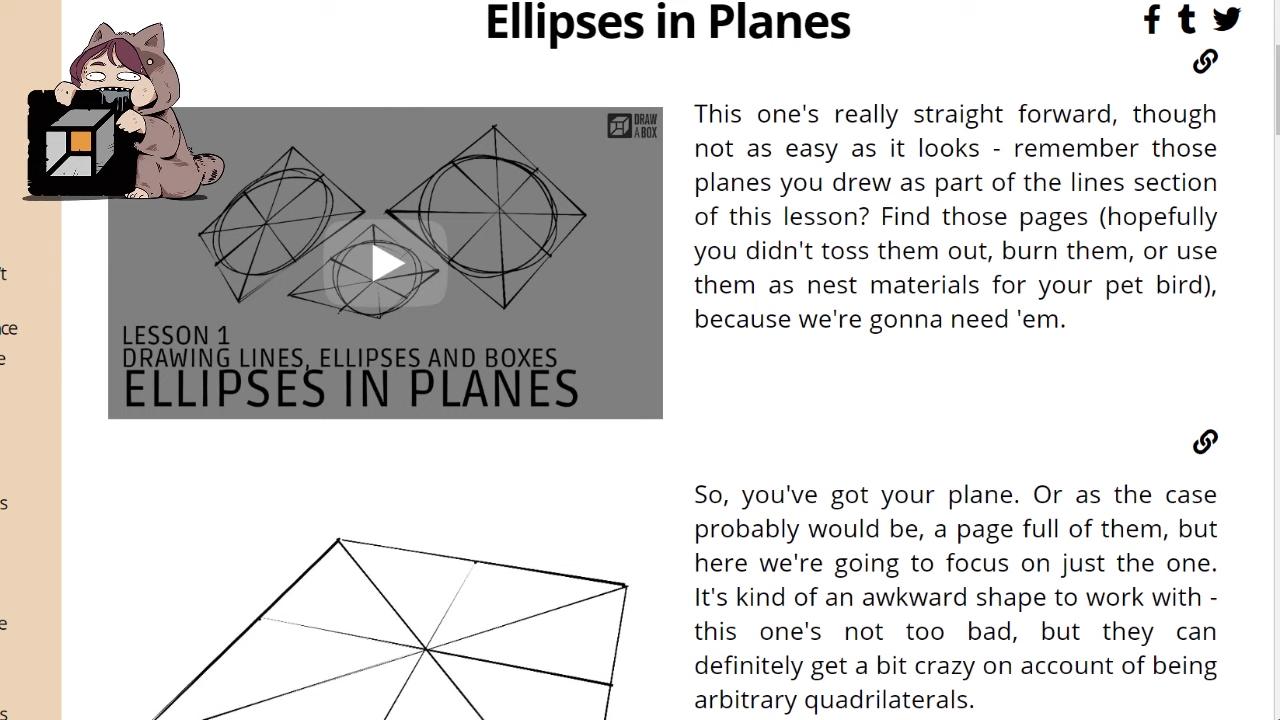 Ellipses in Planes
DRAW
A BOX
LESSON 1
DRAWING LINES, ELLIPSES AND BOXES
ELLIPSES IN PLANES
This one's really straight forward, though
not as easy as it looks - remember those
planes you drew as part of the lines section
of this lesson? Find those pages (hopefully
you didn't toss them out, burn them, or use
them as nest materials for your pet bird),
because we're gonna need 'em.
So, you've got your plane. Or as the case
probably would be, a page full of them, but
here we're going to focus on just the one.
It's kind of an awkward shape to work with -
this one's not too bad, but they can
definitely get a bit crazy on account of being
arbitrary quadrilaterals.